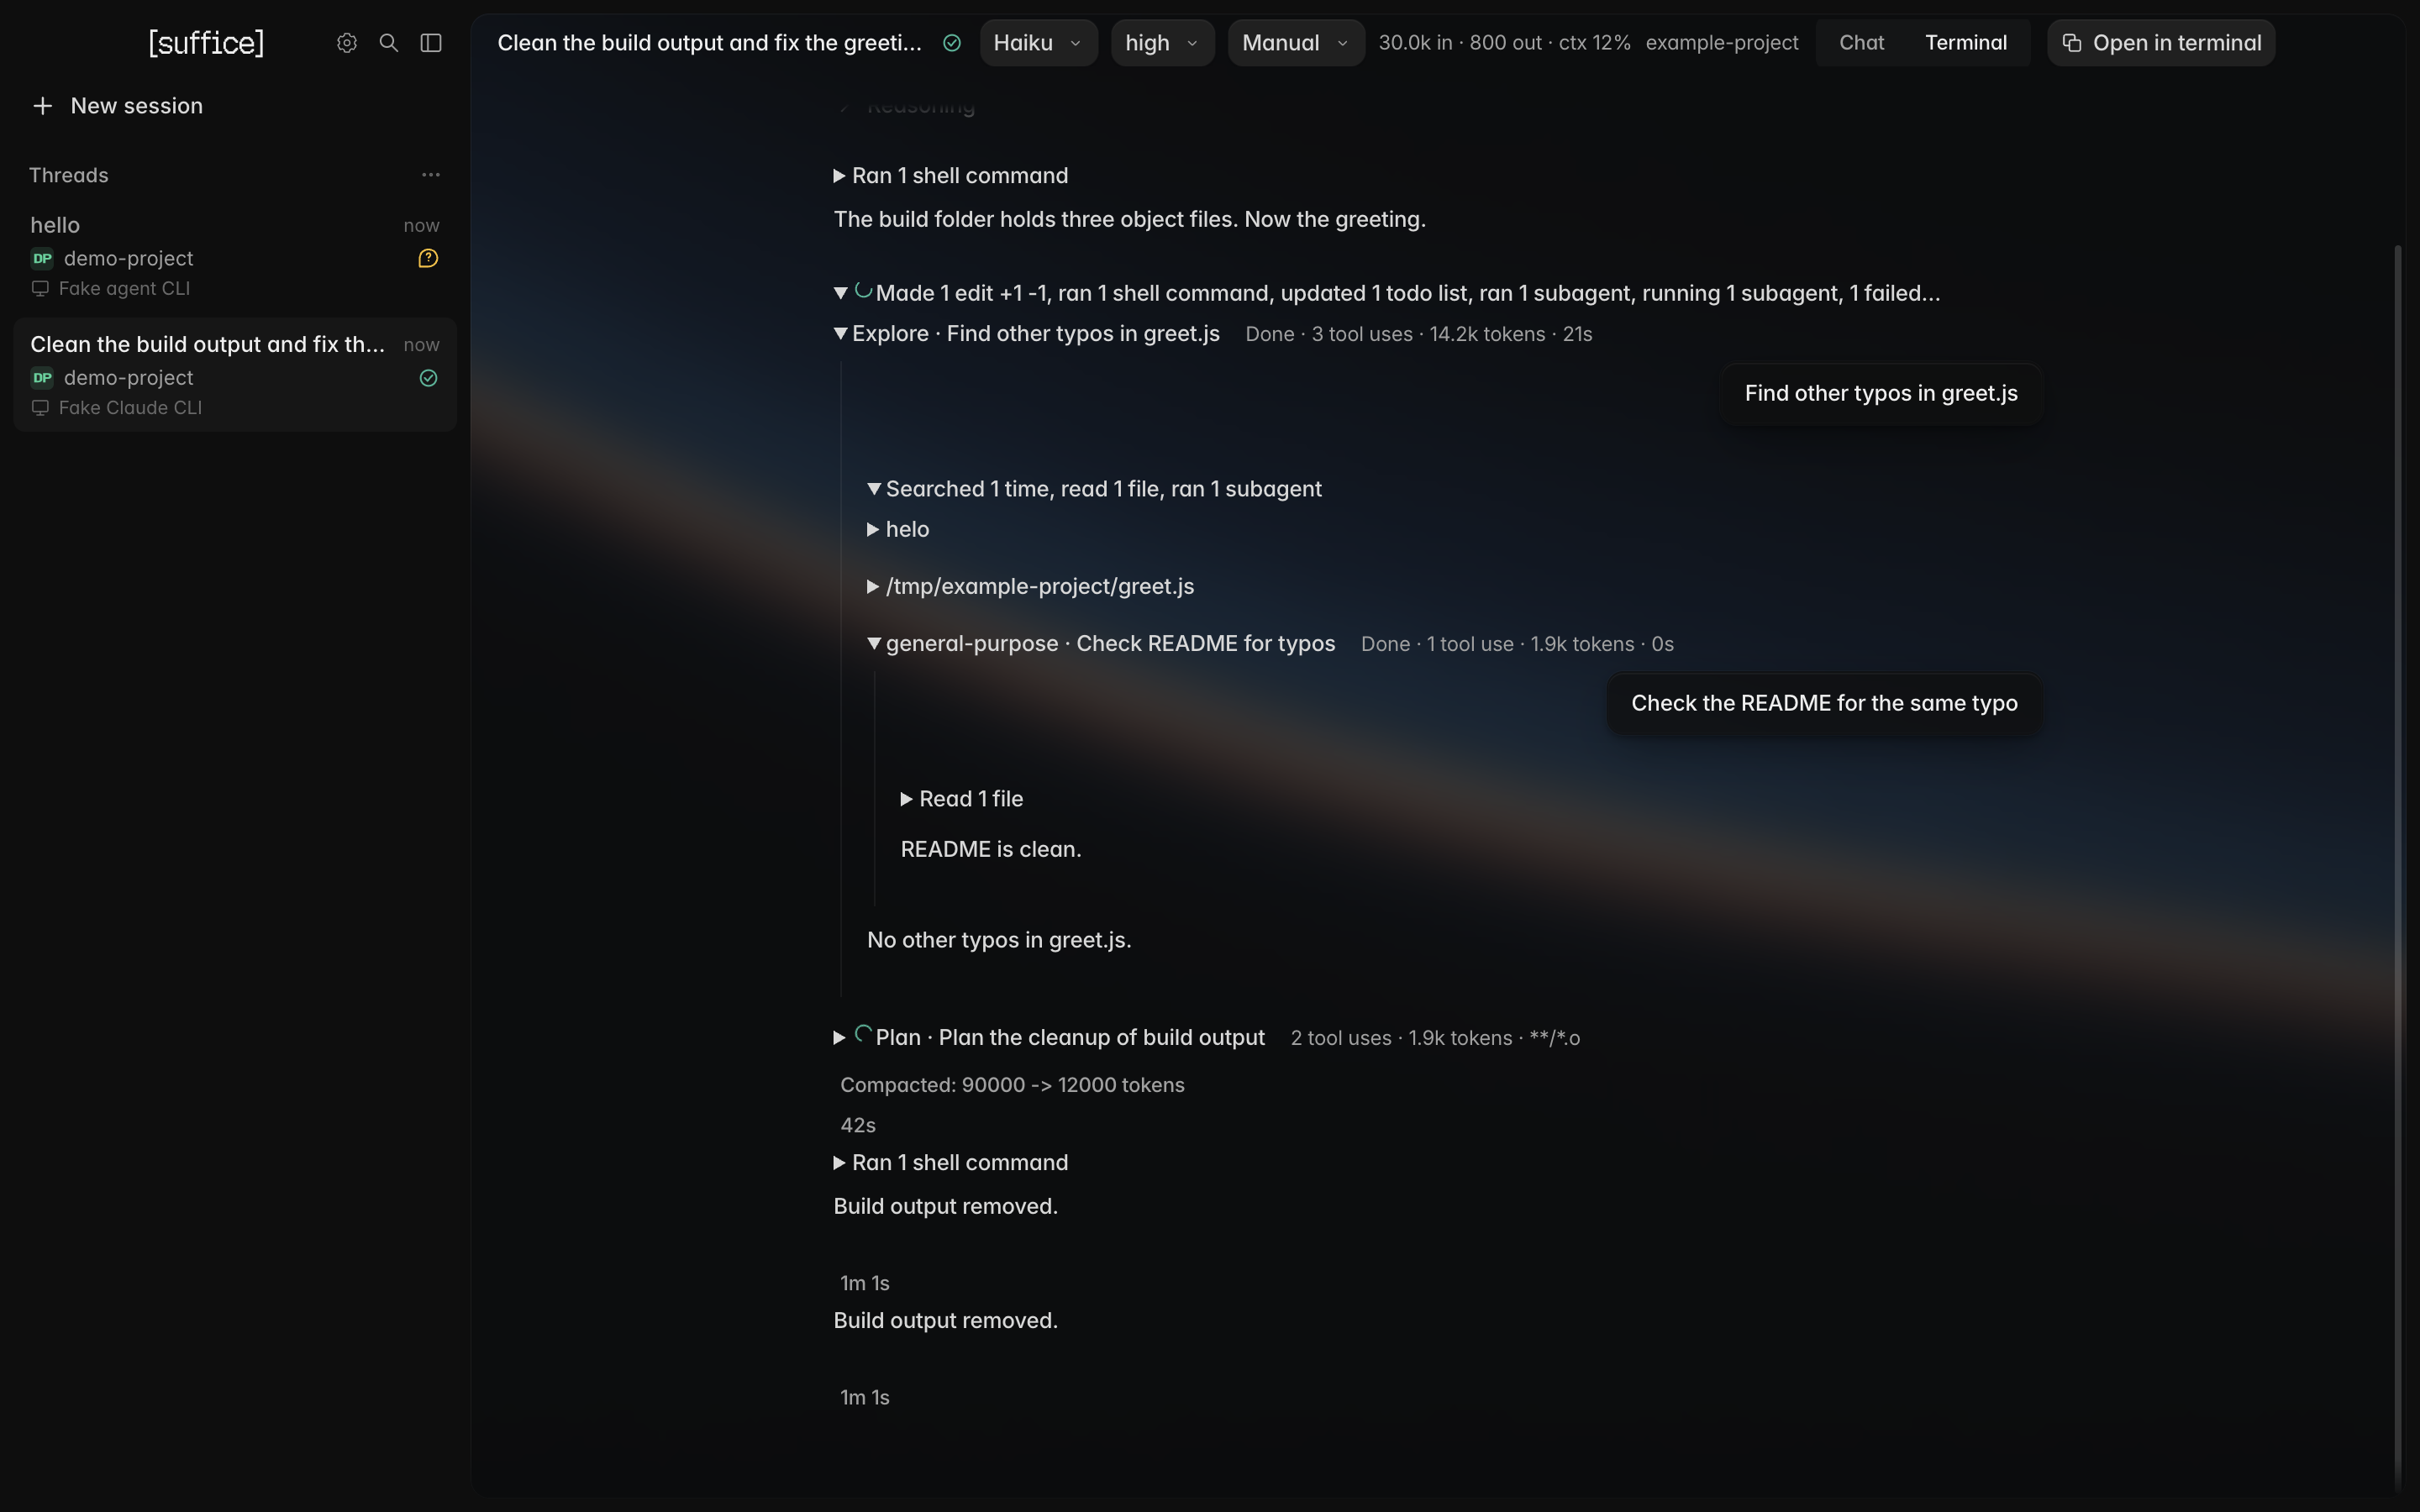 [suffice]
New session
Threads
hello now
DP demo-project
Fake agent CLI
Clean the build output and fix th... now
DP demo-project
Fake Claude CLI
Clean the build output and fix the greeti... Haiku high Manual 30.0k in · 800 out · ctx 12% example-project Chat Terminal Open in terminal
Reasoning
Ran 1 shell command
The build folder holds three object files. Now the greeting.
Made 1 edit +1 -1, ran 1 shell command, updated 1 todo list, ran 1 subagent, running 1 subagent, 1 failed...
Explore · Find other typos in greet.js Done · 3 tool uses · 14.2k tokens · 21s
Find other typos in greet.js
Searched 1 time, read 1 file, ran 1 subagent
helo
/tmp/example-project/greet.js
general-purpose · Check README for typos Done · 1 tool use · 1.9k tokens · 0s
Check the README for the same typo
Read 1 file
README is clean.
No other typos in greet.js.
Plan · Plan the cleanup of build output 2 tool uses · 1.9k tokens · **/*.o
Compacted: 90000 -> 12000 tokens
42s
Ran 1 shell command
Build output removed.
1m 1s
Build output removed.
1m 1s